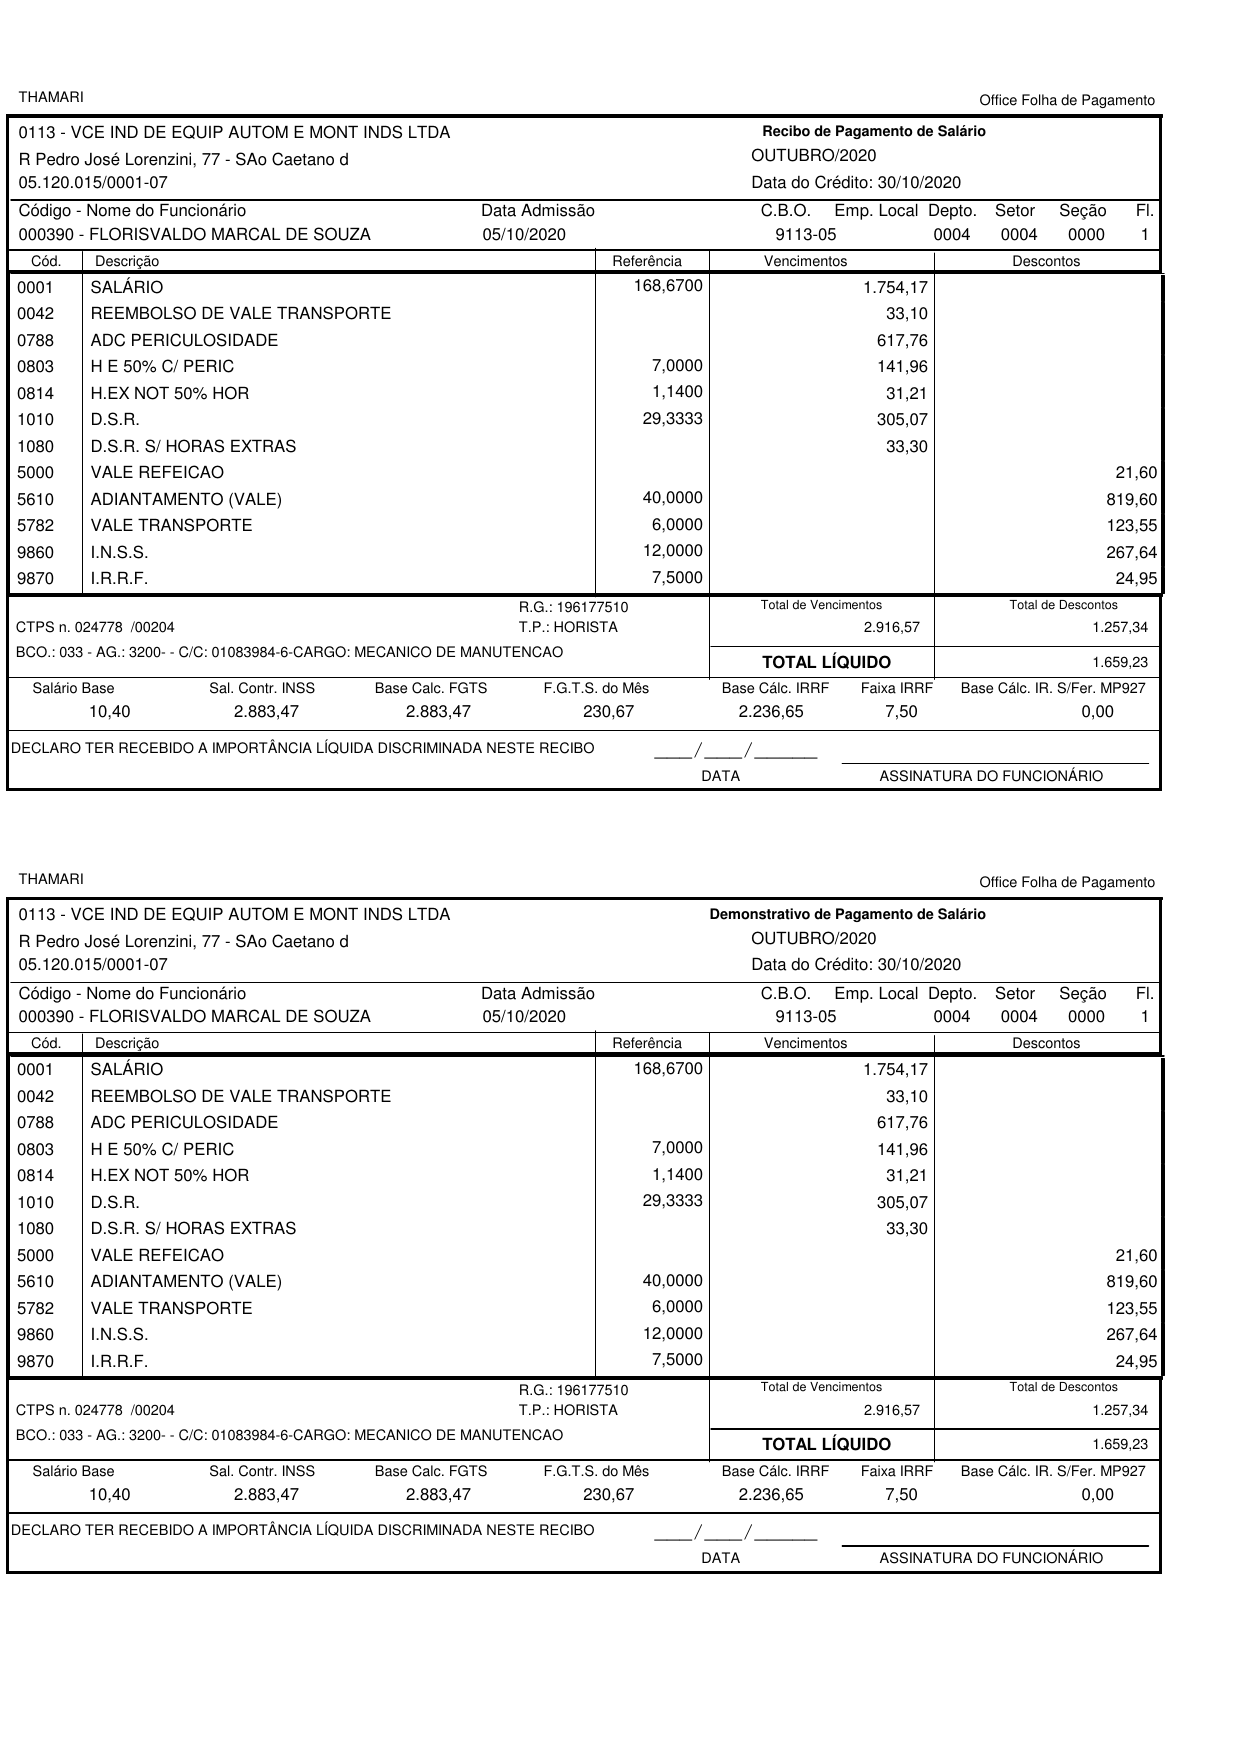 THAMARI Office Folha de Pagamento
0113 - VCE IND DE EQUIP AUTOM E MONT INDS LTDA Recibo de Pagamento de Salário
R Pedro José Lorenzini, 77 - SAo Caetano d OUTUBRO/2020
05.120.015/0001-07 Data do Crédito: 30/10/2020
Código - Nome do Funcionário Data Admissão C.B.O. Emp. Local Depto. Setor Seção Fl.
000390 - FLORISVALDO MARCAL DE SOUZA 05/10/2020 9113-05 0004 0004 0000 1
Cód. Descrição Referência Vencimentos Descontos
0001 SALÁRIO 168,6700 1.754,17
0042 REEMBOLSO DE VALE TRANSPORTE 33,10
0788 ADC PERICULOSIDADE 617,76
0803 H E 50% C/ PERIC 7,0000 141,96
0814 H.EX NOT 50% HOR 1,1400 31,21
1010 D.S.R. 29,3333 305,07
1080 D.S.R. S/ HORAS EXTRAS 33,30
5000 VALE REFEICAO 21,60
5610 ADIANTAMENTO (VALE) 40,0000 819,60
5782 VALE TRANSPORTE 6,0000 123,55
9860 I.N.S.S. 12,0000 267,64
9870 I.R.R.F. 7,5000 24,95
R.G.: 196177510 Total de Vencimentos Total de Descontos
CTPS n. 024778 /00204 T.P.: HORISTA 2.916,57 1.257,34
BCO.: 033 - AG.: 3200- - C/C: 01083984-6-CARGO: MECANICO DE MANUTENCAO
TOTAL LÍQUIDO 1.659,23
Salário Base Sal. Contr. INSS Base Calc. FGTS F.G.T.S. do Mês Base Cálc. IRRF Faixa IRRF Base Cálc. IR. S/Fer. MP927
10,40 2.883,47 2.883,47 230,67 2.236,65 7,50 0,00
DECLARO TER RECEBIDO A IMPORTÂNCIA LÍQUIDA DISCRIMINADA NESTE RECIBO ____/____/______
DATA ASSINATURA DO FUNCIONÁRIO
THAMARI Office Folha de Pagamento
0113 - VCE IND DE EQUIP AUTOM E MONT INDS LTDA Demonstrativo de Pagamento de Salário
R Pedro José Lorenzini, 77 - SAo Caetano d OUTUBRO/2020
05.120.015/0001-07 Data do Crédito: 30/10/2020
Código - Nome do Funcionário Data Admissão C.B.O. Emp. Local Depto. Setor Seção Fl.
000390 - FLORISVALDO MARCAL DE SOUZA 05/10/2020 9113-05 0004 0004 0000 1
Cód. Descrição Referência Vencimentos Descontos
0001 SALÁRIO 168,6700 1.754,17
0042 REEMBOLSO DE VALE TRANSPORTE 33,10
0788 ADC PERICULOSIDADE 617,76
0803 H E 50% C/ PERIC 7,0000 141,96
0814 H.EX NOT 50% HOR 1,1400 31,21
1010 D.S.R. 29,3333 305,07
1080 D.S.R. S/ HORAS EXTRAS 33,30
5000 VALE REFEICAO 21,60
5610 ADIANTAMENTO (VALE) 40,0000 819,60
5782 VALE TRANSPORTE 6,0000 123,55
9860 I.N.S.S. 12,0000 267,64
9870 I.R.R.F. 7,5000 24,95
R.G.: 196177510 Total de Vencimentos Total de Descontos
CTPS n. 024778 /00204 T.P.: HORISTA 2.916,57 1.257,34
BCO.: 033 - AG.: 3200- - C/C: 01083984-6-CARGO: MECANICO DE MANUTENCAO
TOTAL LÍQUIDO 1.659,23
Salário Base Sal. Contr. INSS Base Calc. FGTS F.G.T.S. do Mês Base Cálc. IRRF Faixa IRRF Base Cálc. IR. S/Fer. MP927
10,40 2.883,47 2.883,47 230,67 2.236,65 7,50 0,00
DECLARO TER RECEBIDO A IMPORTÂNCIA LÍQUIDA DISCRIMINADA NESTE RECIBO ____/____/______
DATA ASSINATURA DO FUNCIONÁRIO